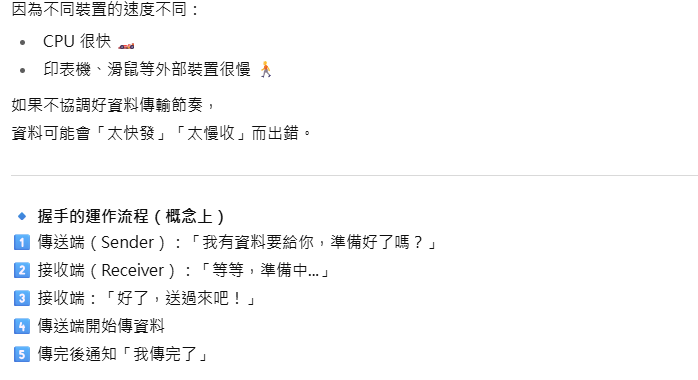 因為不同裝置的速度不同：
• CPU 很快 🏎️
• 印表機、滑鼠等外部裝置很慢 🚶
如果不協調好資料傳輸節奏，
資料可能會「太快發」「太慢收」而出錯。
🔹 握手的運作流程（概念上）
1️⃣ 傳送端（Sender）：「我有資料要給你，準備好了嗎？」
2️⃣ 接收端（Receiver）：「等等，準備中...」
3️⃣ 接收端：「好了，送過來吧！」
4️⃣ 傳送端開始傳資料
5️⃣ 傳完後通知「我傳完了」